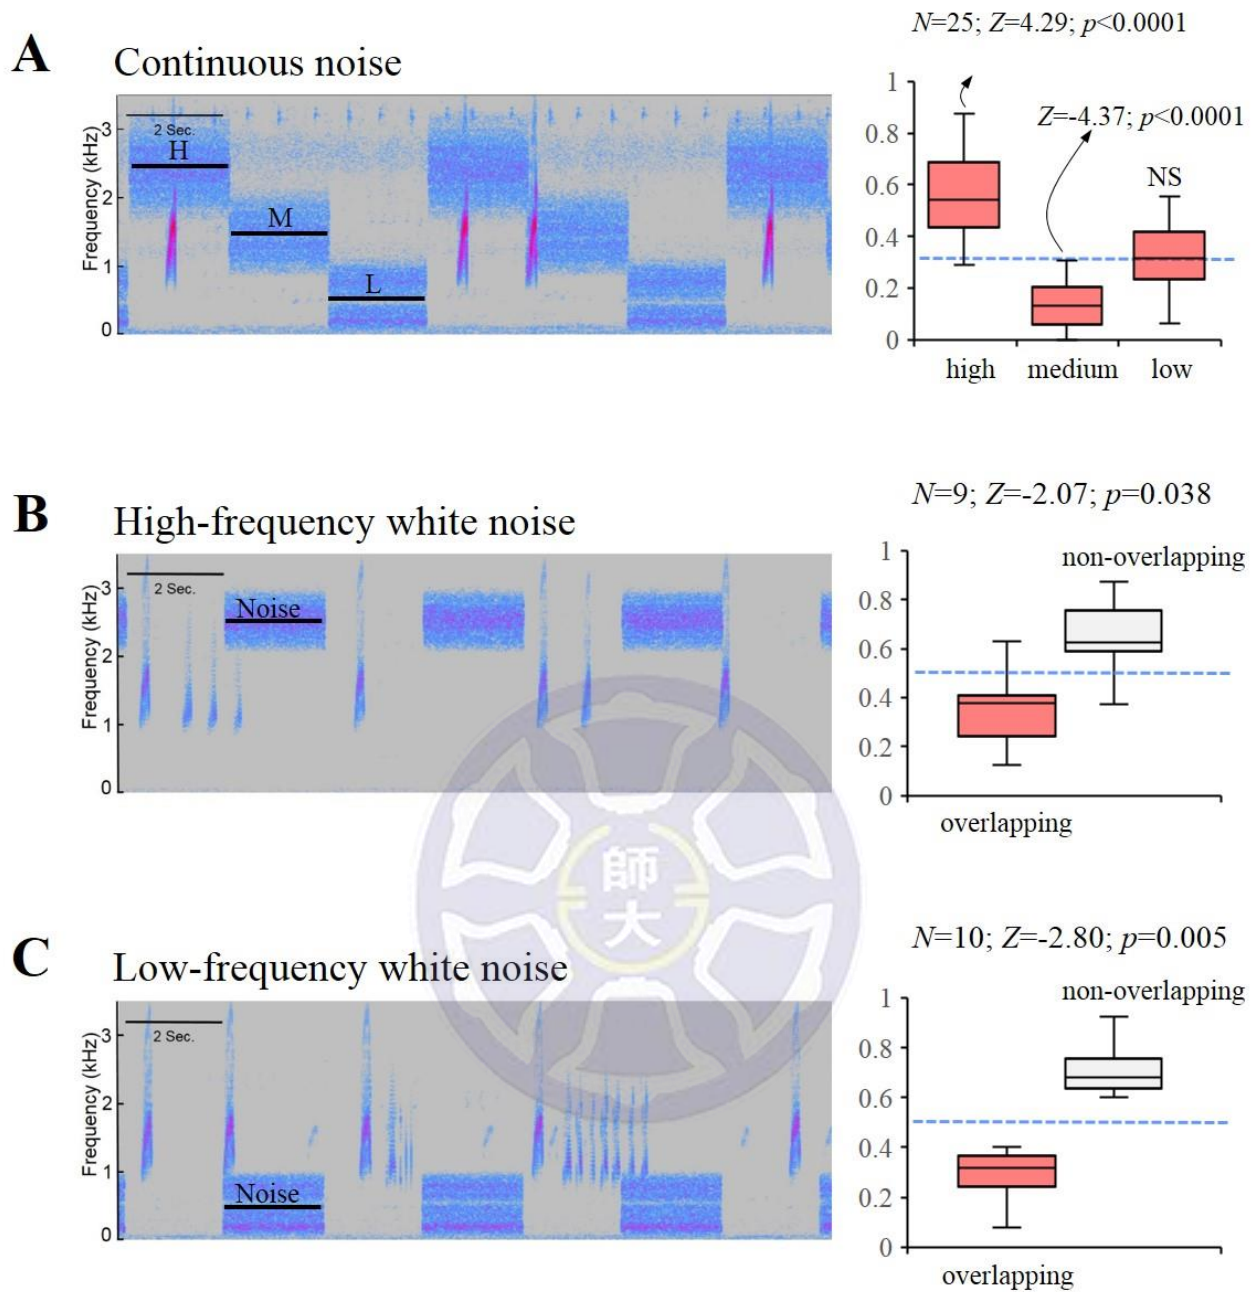 N=25; Z=4.29; p<0.0001
A
Continuous noise
Frequency (kHz)
3
2
1
0
2 Sec.
H
M
L
1
0.8
0.6
0.4
0.2
0
Z=-4.37; p<0.0001
NS
high medium low
N=9; Z=-2.07; p=0.038
B
High-frequency white noise
Frequency (kHz)
3
2
1
0
2 Sec.
Noise
1
0.8
0.6
0.4
0.2
0
non-overlapping
overlapping
師
大
N=10; Z=-2.80; p=0.005
C
Low-frequency white noise
Frequency (kHz)
3
2
1
0
2 Sec.
Noise
1
0.8
0.6
0.4
0.2
0
non-overlapping
overlapping